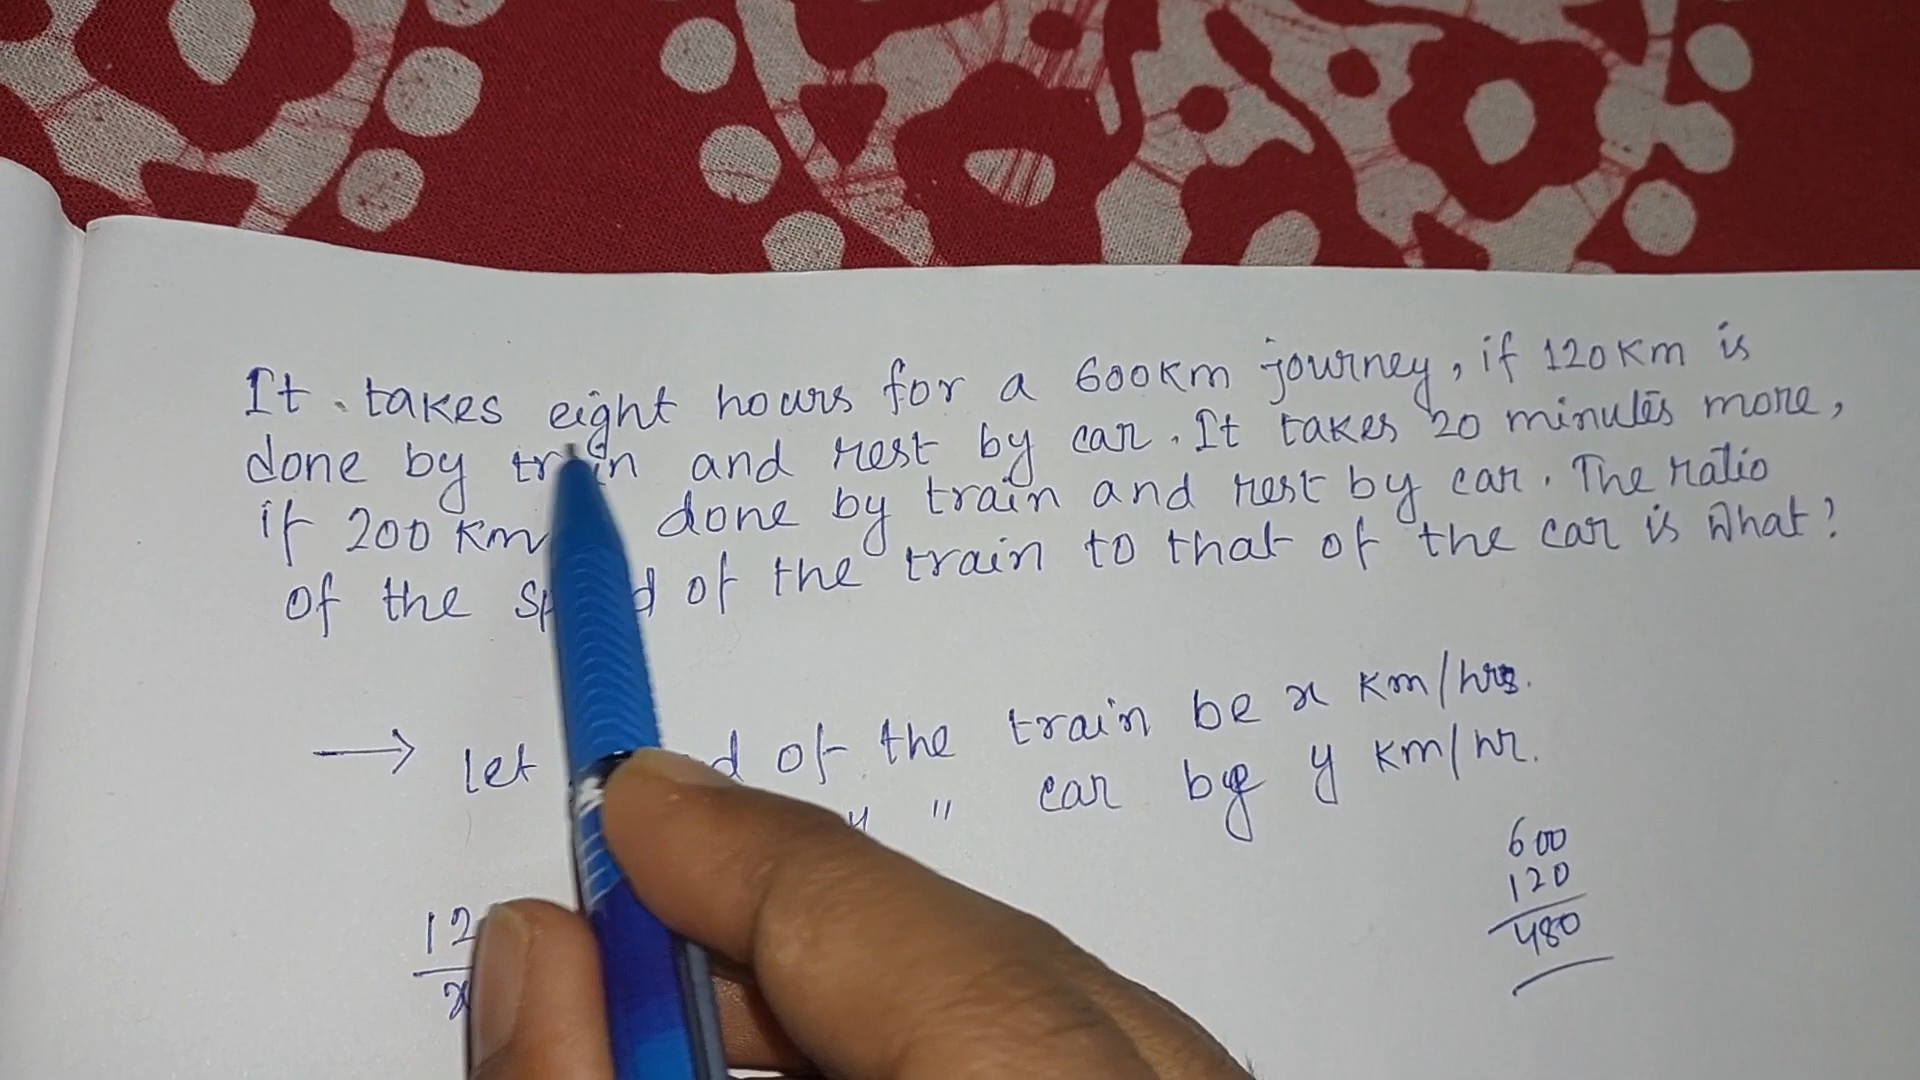 It takes eight hours for a 600km journey, if 120km is
done by train and rest by car. It takes 20 minutes more,
if 200 km done by train and rest by car. The ratio
of the of the train to that of the car is what?
→ let of the train be x km/hrs.
" car be y km/hr.
600
120
480
12
x